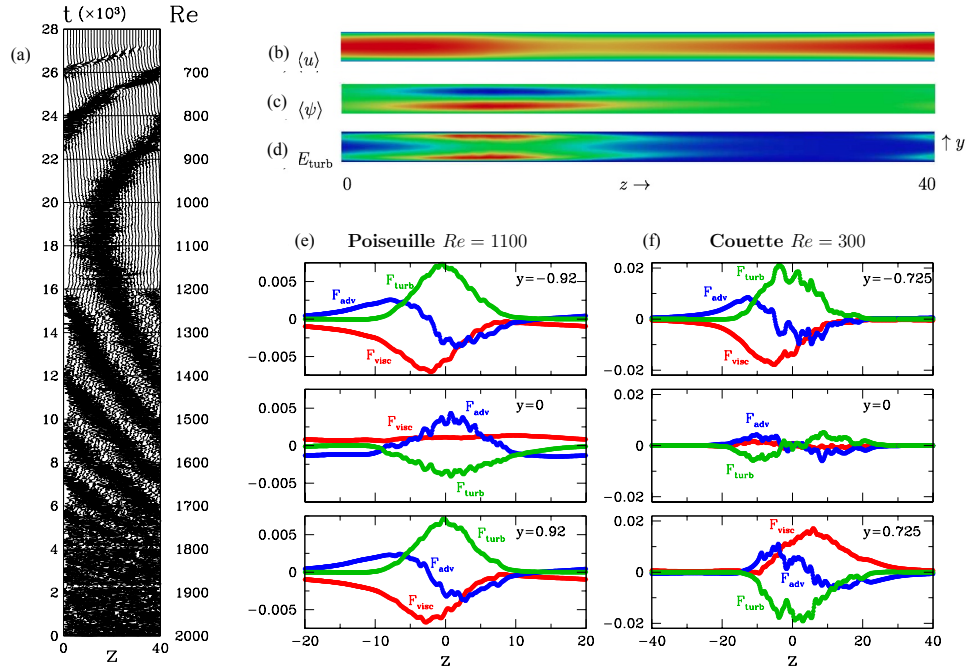 t (×10³) Re
(a)
28
26 700
24 800
22 900
20 1000
18 1100
16 1200
14 1300
12 1400
10 1500
8 1600
6 1700
4 1800
2 1900
0 2000
0 20 40
Z
(b) ⟨u⟩
(c) ⟨ψ⟩
(d) E_turb
↑ y
0 z → 40
(e) Poiseuille Re = 1100
0.005
0
−0.005
F_turb
F_adv
F_visc
y=−0.92
0.005
0
−0.005
F_visc
F_adv
F_turb
y=0
0.005
0
−0.005
F_turb
F_adv
F_visc
y=0.92
−20 −10 0 10 20
Z
(f) Couette Re = 300
0.02
0
−0.02
F_turb
F_adv
F_visc
y=−0.725
0.02
0
−0.02
y=0
0.02
0
−0.02
F_visc
F_adv
F_turb
y=0.725
−40 −20 0 20 40
Z